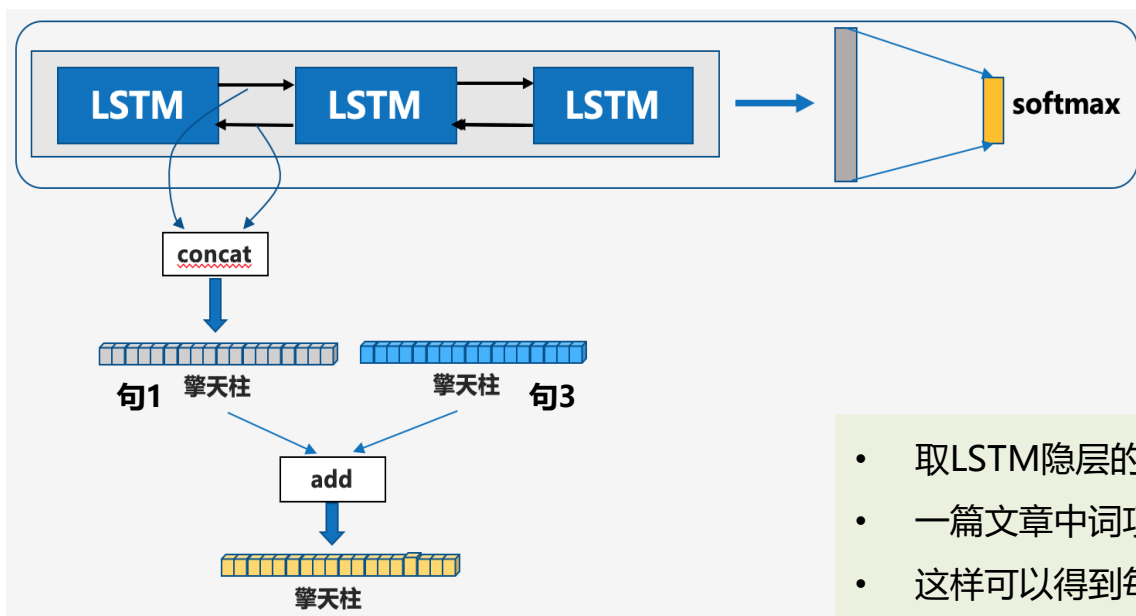 LSTM LSTM LSTM
softmax
concat
句1 擎天柱 擎天柱 句3
add
擎天柱
• 取LSTM隐层的
• 一篇文章中词
• 这样可以得到